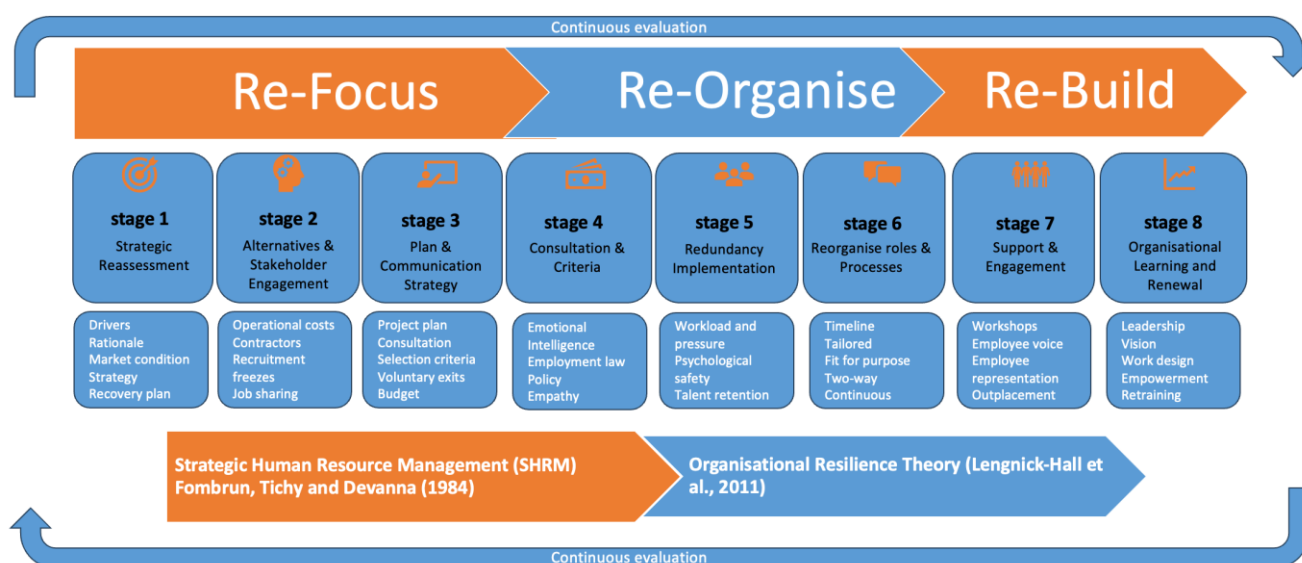 Continuous evaluation
Re-Focus
Re-Organise
Re-Build
stage 1
Strategic
Reassessment
stage 2
Alternatives &
Stakeholder
Engagement
stage 3
Plan &
Communication
Strategy
stage 4
Consultation &
Criteria
stage 5
Redundancy
Implementation
stage 6
Reorganise roles &
Processes
stage 7
Support &
Engagement
stage 8
Organisational
Learning and
Renewal
Drivers
Rationale
Market condition
Strategy
Recovery plan
Operational costs
Contractors
Recruitment
freezes
Job sharing
Project plan
Consultation
Selection criteria
Voluntary exits
Budget
Emotional
Intelligence
Employment law
Policy
Empathy
Workload and
pressure
Psychological
safety
Talent retention
Timeline
Tailored
Fit for purpose
Two-way
Continuous
Workshops
Employee voice
Employee
representation
Outplacement
Leadership
Vision
Work design
Empowerment
Retraining
Strategic Human Resource Management (SHRM)
Fombrun, Tichy and Devanna (1984)
Organisational Resilience Theory (Lengnick-Hall et
al., 2011)
Continuous evaluation